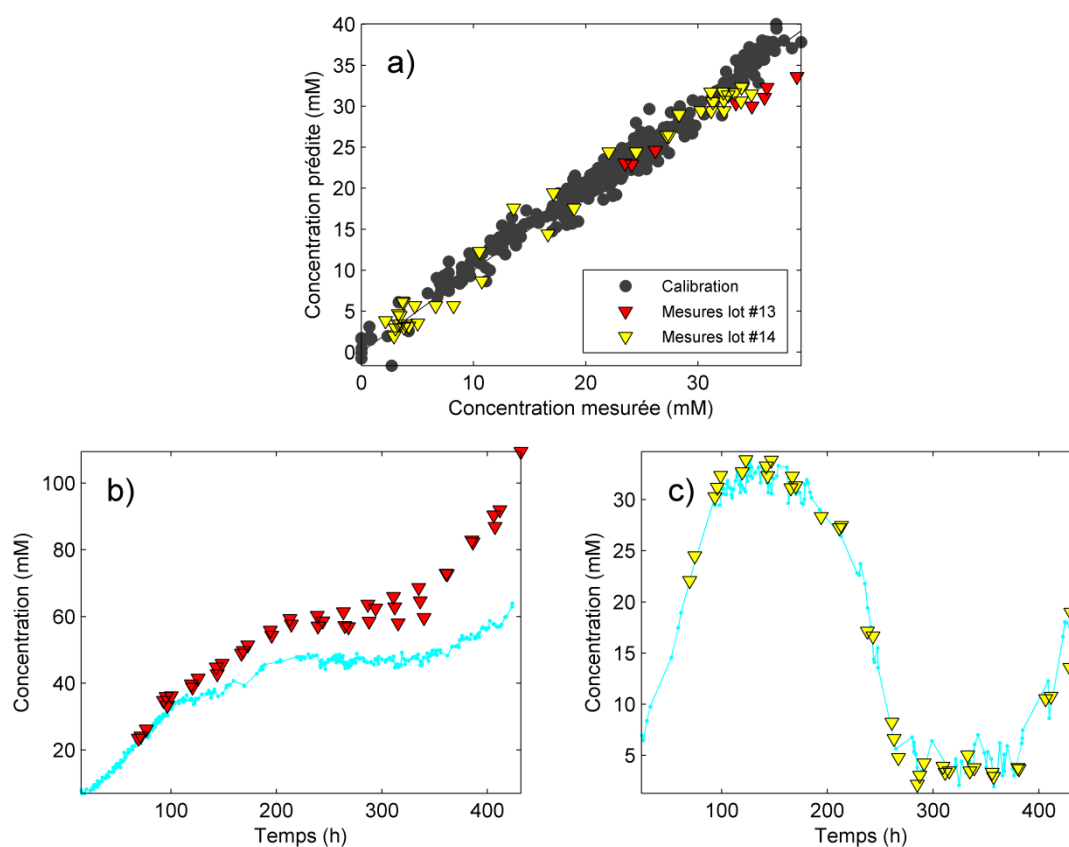 a)
Concentration prédite (mM)
40
35
30
25
20
15
10
5
0
0 10 20 30
Concentration mesurée (mM)
Calibration
Mesures lot #13
Mesures lot #14
b)
Concentration (mM)
100
80
60
40
20
100 200 300 400
Temps (h)
c)
Concentration (mM)
30
25
20
15
10
5
100 200 300 400
Temps (h)